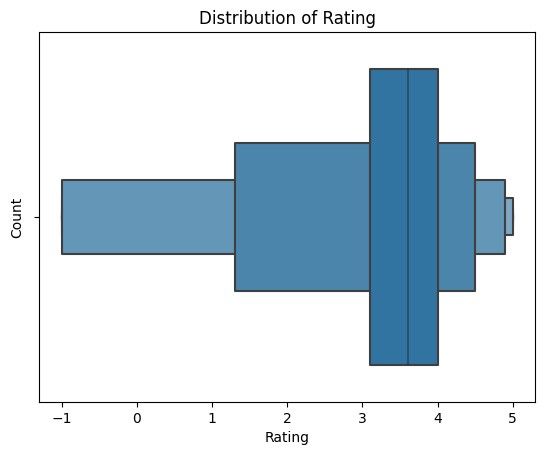 Distribution of Rating
Count
−1 0 1 2 3 4 5
Rating